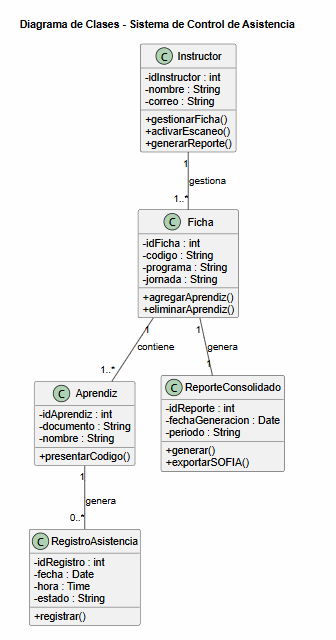 Diagrama de Clases - Sistema de Control de Asistencia
C Instructor
-idInstructor : int
-nombre : String
-correo : String
+gestionarFicha()
+activarEscaneo()
+generarReporte()
1
gestiona
1..*
C Ficha
-idFicha : int
-codigo : String
-programa : String
-jornada : String
+agregarAprendiz()
+eliminarAprendiz()
1 1
contiene genera
1..* 1
C Aprendiz
-idAprendiz : int
-documento : String
-nombre : String
+presentarCodigo()
C ReporteConsolidado
-idReporte : int
-fechaGeneracion : Date
-periodo : String
+generar()
+exportarSOFIA()
1
genera
0..*
C RegistroAsistencia
-idRegistro : int
-fecha : Date
-hora : Time
-estado : String
+registrar()